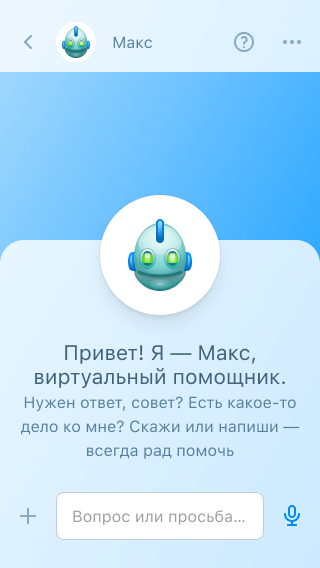 Макс
Привет! Я — Макс,
виртуальный помощник.
Нужен ответ, совет? Есть какое-то
дело ко мне? Скажи или напиши —
всегда рад помочь
Вопрос или просьба...